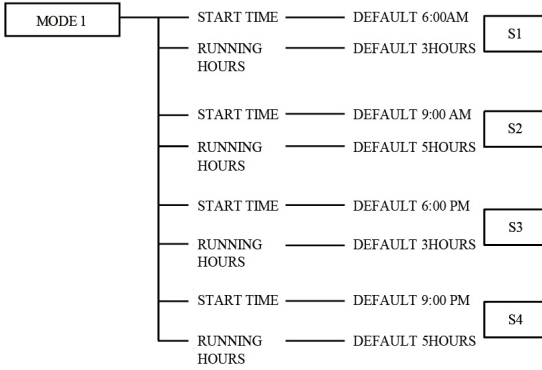 MODE 1
START TIME DEFAULT 6:00AM
S1
RUNNING DEFAULT 3HOURS
HOURS
START TIME DEFAULT 9:00 AM
S2
RUNNING DEFAULT 5HOURS
HOURS
START TIME DEFAULT 6:00 PM
S3
RUNNING DEFAULT 3HOURS
HOURS
START TIME DEFAULT 9:00 PM
S4
RUNNING DEFAULT 5HOURS
HOURS